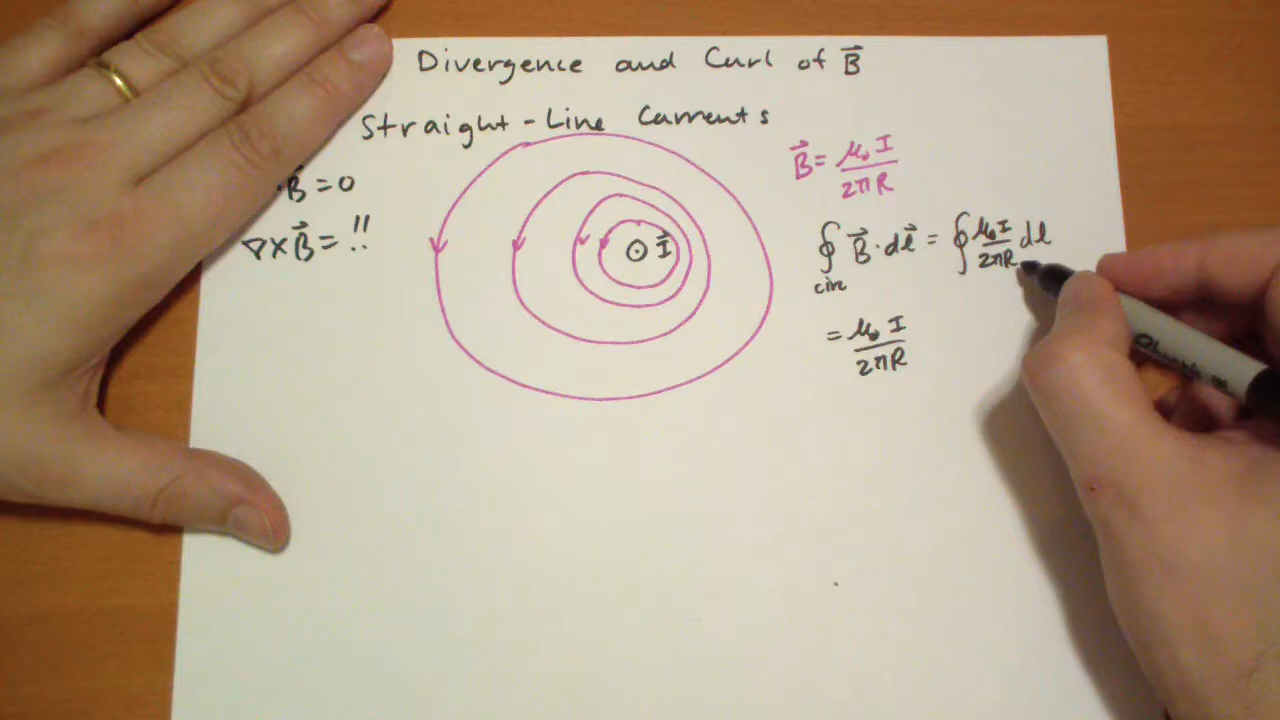 Divergence and Curl of B⃗
Straight-Line Currents
·B⃗ = 0
∇×B⃗ = !!
I⃗
B⃗ = μ₀I / 2πR
∮ B⃗·dℓ⃗ = ∮ μ₀I / 2πR dℓ
circ
= μ₀I / 2πR